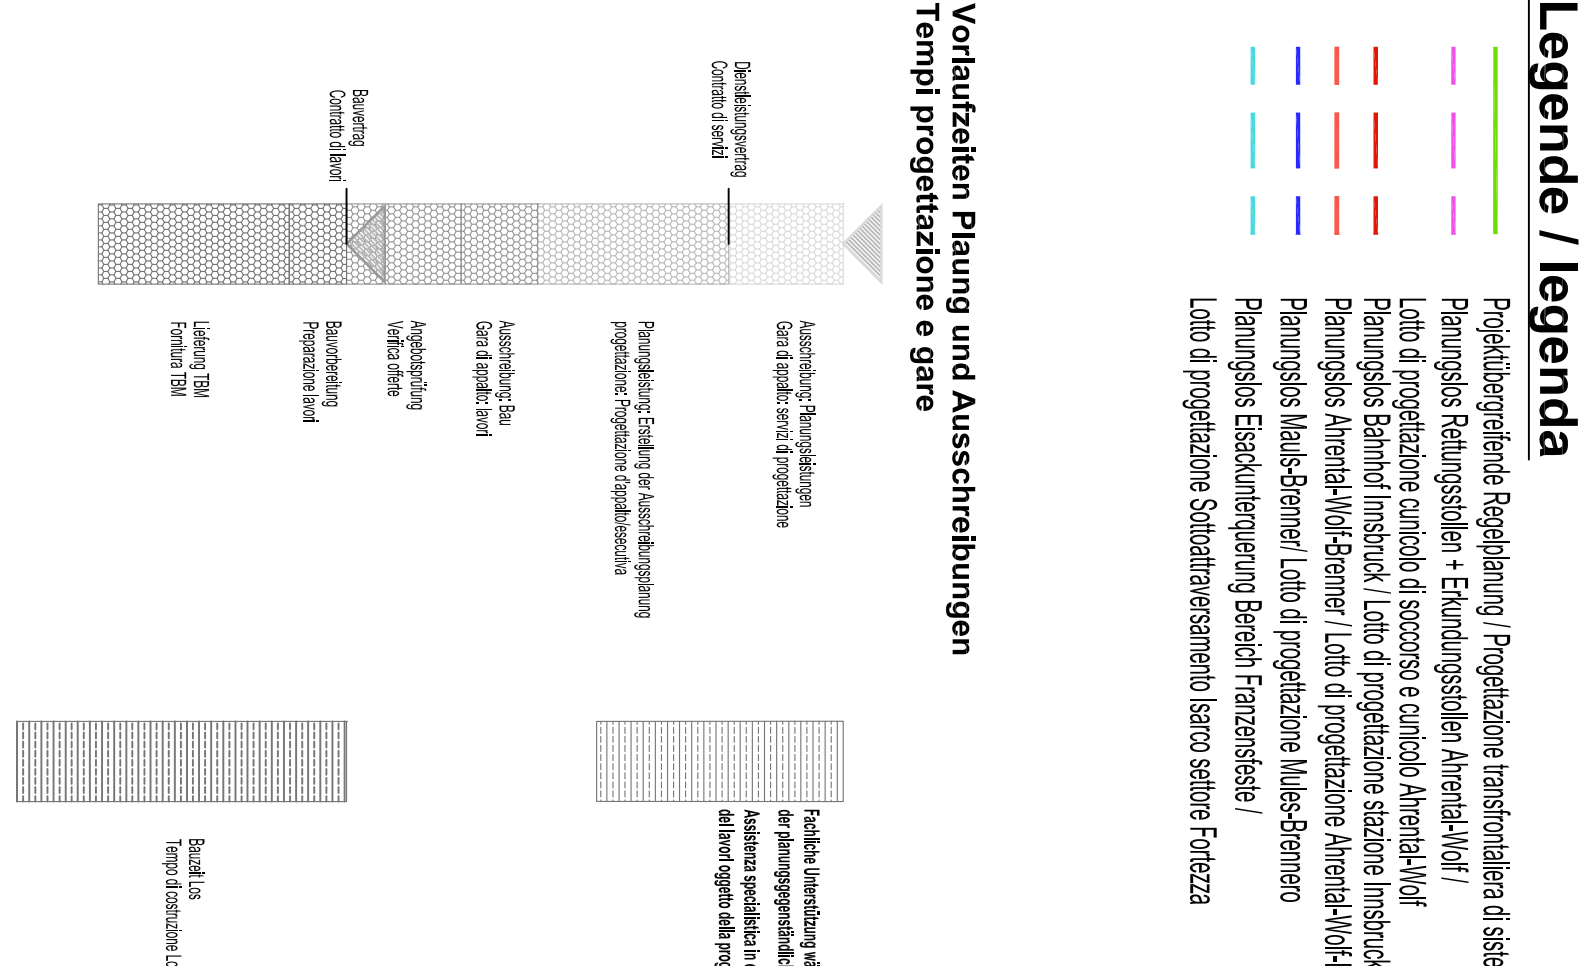 Legende / legenda
Projektübergreifende Regelplanung / Progettazione transfrontaliera di siste
Planungslos Rettungsstollen + Erkundungsstollen Ahrental-Wolf /
Lotto di progettazione cunicolo di soccorso e cunicolo Ahrental-Wolf
Planungslos Bahnhof Innsbruck / Lotto di progettazione stazione Innsbruck
Planungslos Ahrental-Wolf-Brenner / Lotto di progettazione Ahrental-Wolf-
Planungslos Mauls-Brenner/ Lotto di progettazione Mules-Brennero
Planungslos Eisackunterquerung Bereich Franzensfeste /
Lotto di progettazione Sottoattraversamento Isarco settore Fortezza
Vorlaufzeiten Plaung und Ausschreibungen
Tempi progettazione e gare
Dienstleistungsvertrag
Contratto di servizi
Bauvertrag
Contratto di lavori
Ausschreibung: Planungsleistungen
Gara di appalto: servizi di progettazione
Planungsleistung: Erstellung der Ausschreibungsplanung
progettazione: Progettazione d'appalto/esecutiva
Ausschreibung: Bau
Gara di appalto: lavori
Angebotsprüfung
Verifica offerte
Bauvorbereitung
Preparazione lavori
Lieferung TBM
Fornitura TBM
Fachliche Unterstützung wä
der planungsgegenständlic
Assistenza specialistica in
dei lavori oggetto della prog
Bauzeit Los
Tempo di costruzione Lo